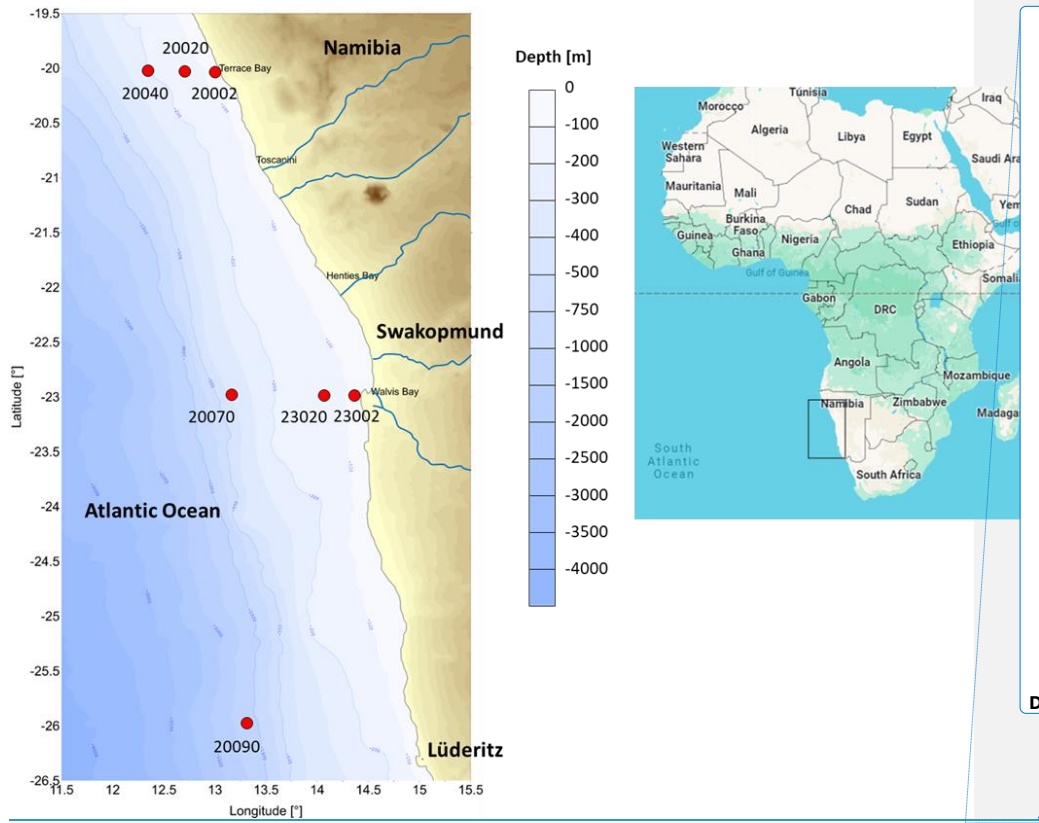 -19.5
-20
-20.5
-21
-21.5
-22
-22.5
-23
-23.5
-24
-24.5
-25
-25.5
-26
-26.5
Latitude [°]
11.5
12
12.5
13
13.5
14
14.5
15
15.5
Longitude [°]
Namibia
20020
Terrace Bay
20040
20002
Toscanini
Henties Bay
Swakopmund
Walvis Bay
20070
23020
23002
Atlantic Ocean
20090
Lüderitz
Depth [m]
0
-100
-200
-300
-400
-500
-750
-1000
-1500
-2000
-2500
-3000
-3500
-4000
Tunisia
Morocco
Iraq
Algeria
Libya
Egypt
Western
Sahara
Saudi Ara
Mauritania
Mali
Chad
Sudan
Yem
Gulf of
Burkina
Faso
Guinea
Nigeria
Ghana
Ethiopia
Somali
Gulf of Guinea
Gabon
DRC
Angola
Mozambique
Namibia
Zimbabwe
Madaga
South
Atlantic
Ocean
South Africa
D